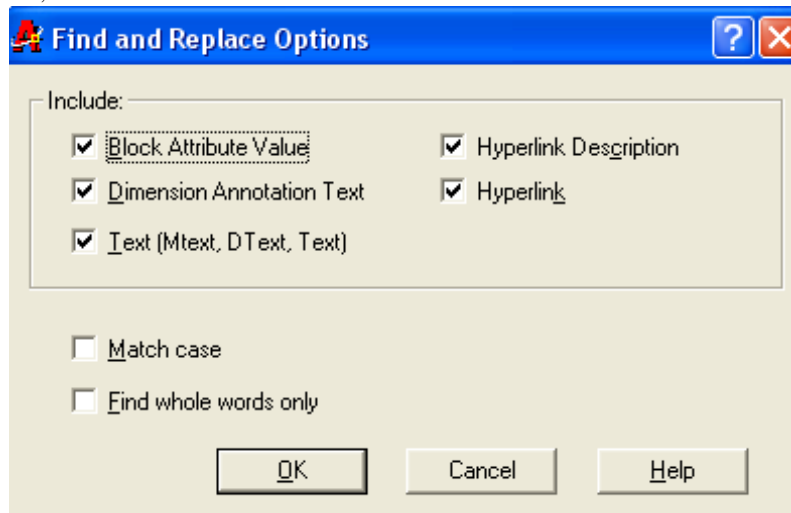 Find and Replace Options
Include:
Block Attribute Value
Hyperlink Description
Dimension Annotation Text
Hyperlink
Text (Mtext, DText, Text)
Match case
Find whole words only
OK
Cancel
Help